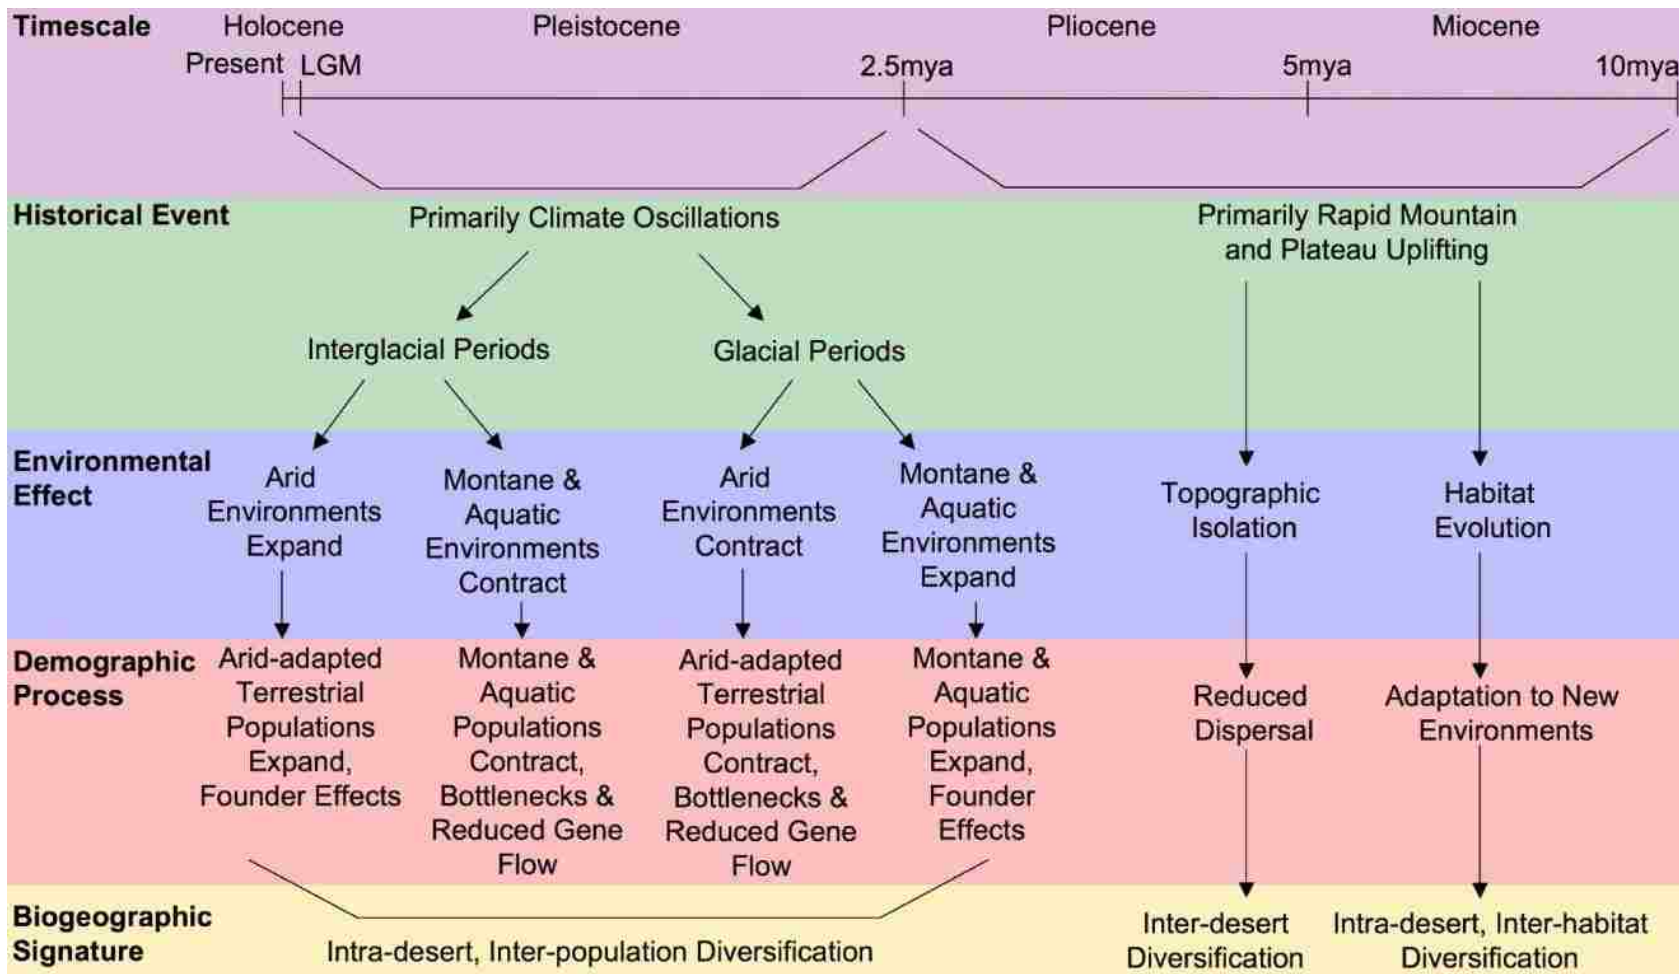 Timescale
Holocene
Pleistocene
Pliocene
Miocene
Present
LGM
2.5mya
5mya
10mya
Historical Event
Primarily Climate Oscillations
Primarily Rapid Mountain
and Plateau Uplifting
Interglacial Periods
Glacial Periods
Environmental
Effect
Arid
Environments
Expand
Montane &
Aquatic
Environments
Contract
Arid
Environments
Contract
Montane &
Aquatic
Environments
Expand
Topographic
Isolation
Habitat
Evolution
Demographic
Process
Arid-adapted
Terrestrial
Populations
Expand,
Founder Effects
Montane &
Aquatic
Populations
Contract,
Bottlenecks &
Reduced Gene
Flow
Arid-adapted
Terrestrial
Populations
Contract,
Bottlenecks &
Reduced Gene
Flow
Montane &
Aquatic
Populations
Expand,
Founder
Effects
Reduced
Dispersal
Adaptation to New
Environments
Biogeographic
Signature
Intra-desert, Inter-population Diversification
Inter-desert
Diversification
Intra-desert, Inter-habitat
Diversification